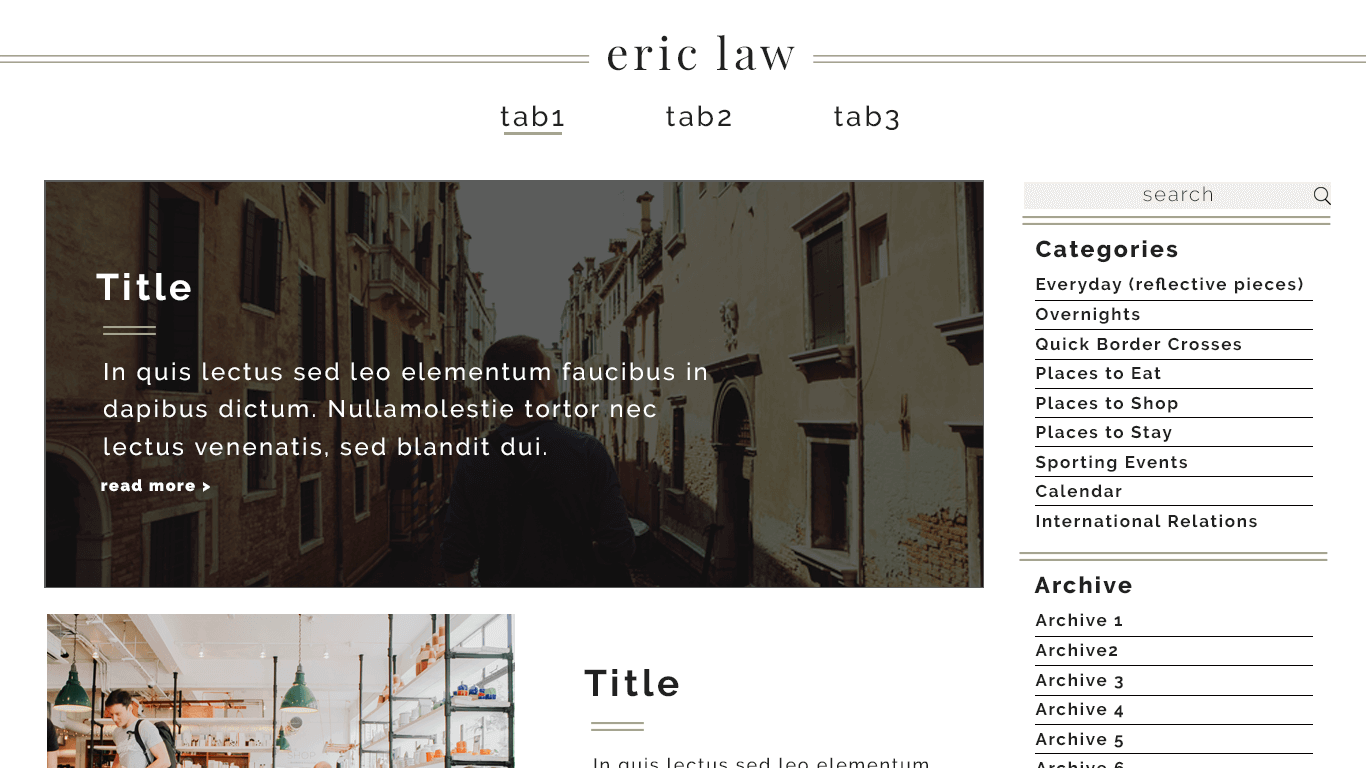 eric law
tab1 tab2 tab3
Title
In quis lectus sed leo elementum faucibus in
dapibus dictum. Nullamolestie tortor nec
lectus venenatis, sed blandit dui.
read more >
search
Categories
Everyday (reflective pieces)
Overnights
Quick Border Crosses
Places to Eat
Places to Shop
Places to Stay
Sporting Events
Calendar
International Relations
Archive
Archive 1
Archive2
Archive 3
Archive 4
Archive 5
Archive 6
Title
In quis lectus sed leo elementum